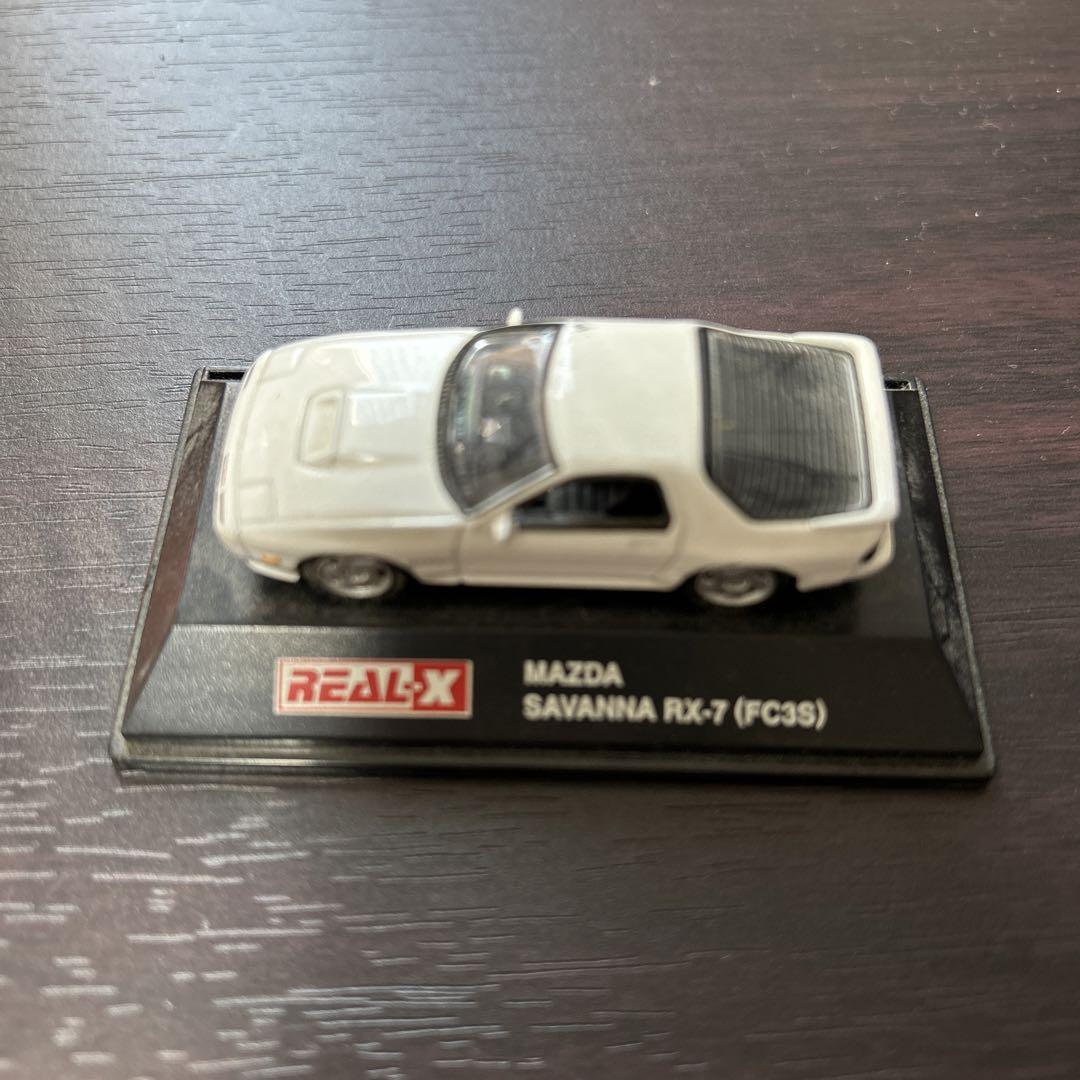 REAL-X
MAZDA
SAVANNA RX-7 (FC3S)